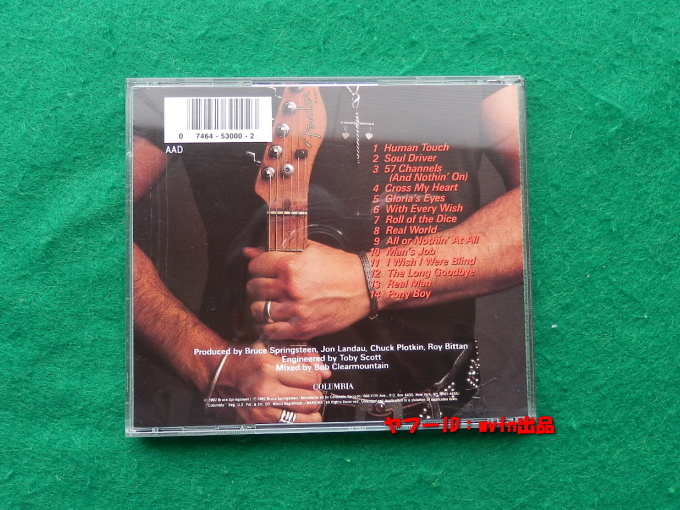 0 7464-53000-2
AAD
Fender
1 Human Touch
2 Soul Driver
3 57 Channels
(And Nothin' On)
4 Cross My Heart
5 Gloria's Eyes
6 With Every Wish
7 Roll of the Dice
8 Real World
9 All or Nothin' At All
10 Man's Job
11 I Wish I Were Blind
12 The Long Goodbye
13 Real Man
14 Pony Boy
Produced by Bruce Springsteen, Jon Landau, Chuck Plotkin, Roy Bittan
Engineered by Toby Scott
Mixed by Bob Clearmountain
COLUMBIA
ヤフーID：mvin出品